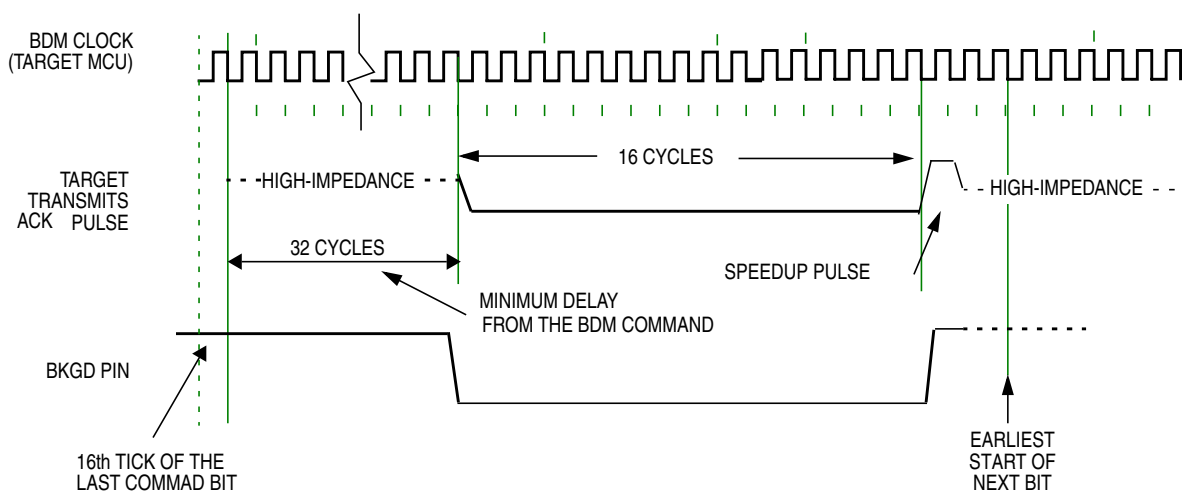 BDM CLOCK
(TARGET MCU)
16 CYCLES
TARGET
TRANSMITS
ACK PULSE
HIGH-IMPEDANCE
HIGH-IMPEDANCE
32 CYCLES
SPEEDUP PULSE
MINIMUM DELAY
FROM THE BDM COMMAND
BKGD PIN
16th TICK OF THE
LAST COMMAD BIT
EARLIEST
START OF
NEXT BIT